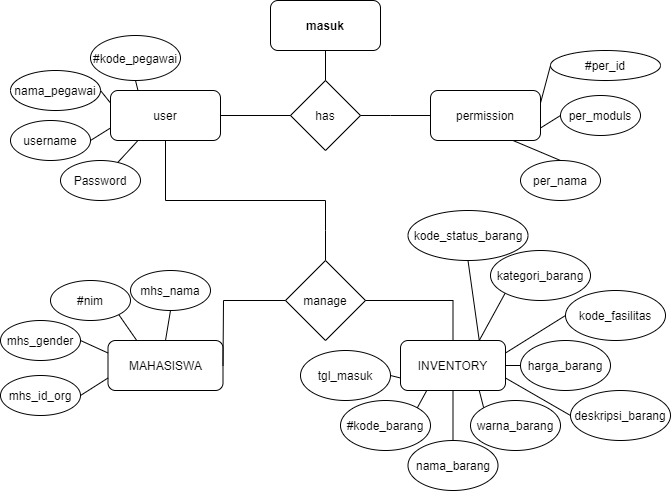 masuk
#kode_pegawai
nama_pegawai
username
Password
user
has
permission
#per_id
per_moduls
per_nama
manage
#nim
mhs_nama
mhs_gender
mhs_id_org
MAHASISWA
kode_status_barang
kategori_barang
kode_fasilitas
harga_barang
deskripsi_barang
INVENTORY
tgl_masuk
#kode_barang
nama_barang
warna_barang